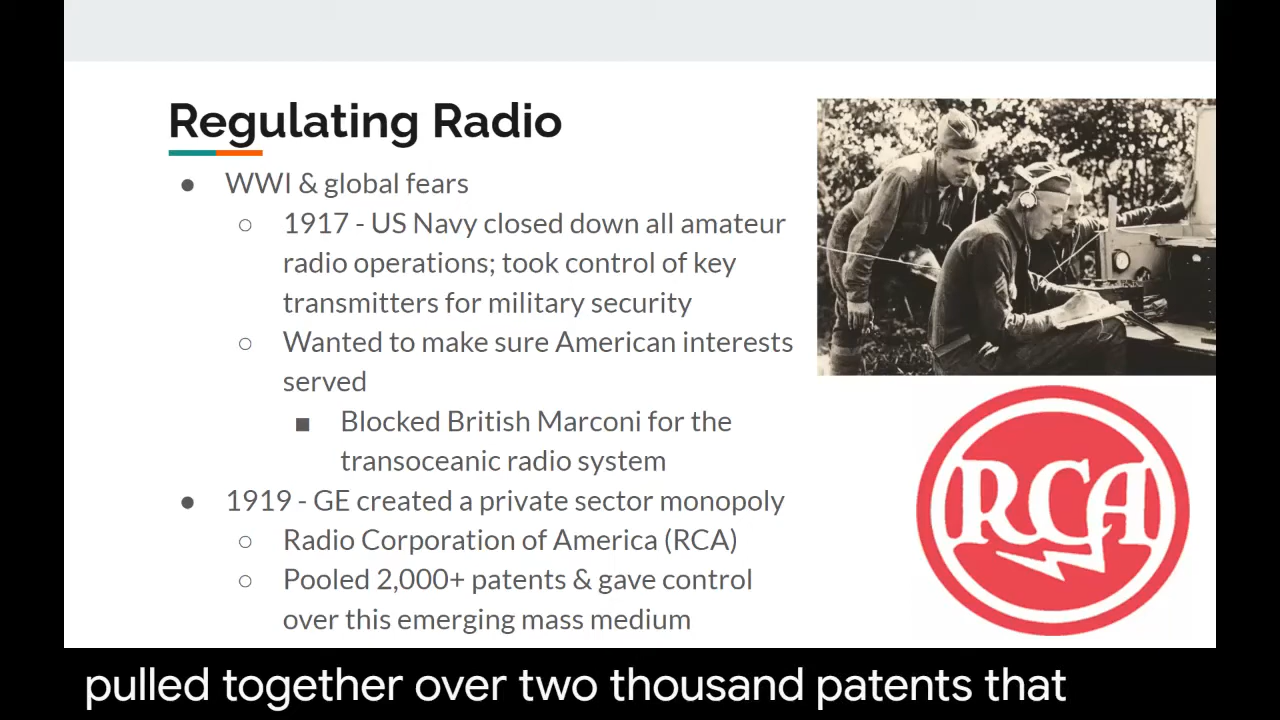 Regulating Radio
● WWI & global fears
○ 1917 - US Navy closed down all amateur
radio operations; took control of key
transmitters for military security
○ Wanted to make sure American interests
served
■ Blocked British Marconi for the
transoceanic radio system
● 1919 - GE created a private sector monopoly
○ Radio Corporation of America (RCA)
○ Pooled 2,000+ patents & gave control
over this emerging mass medium
RCA
pulled together over two thousand patents that